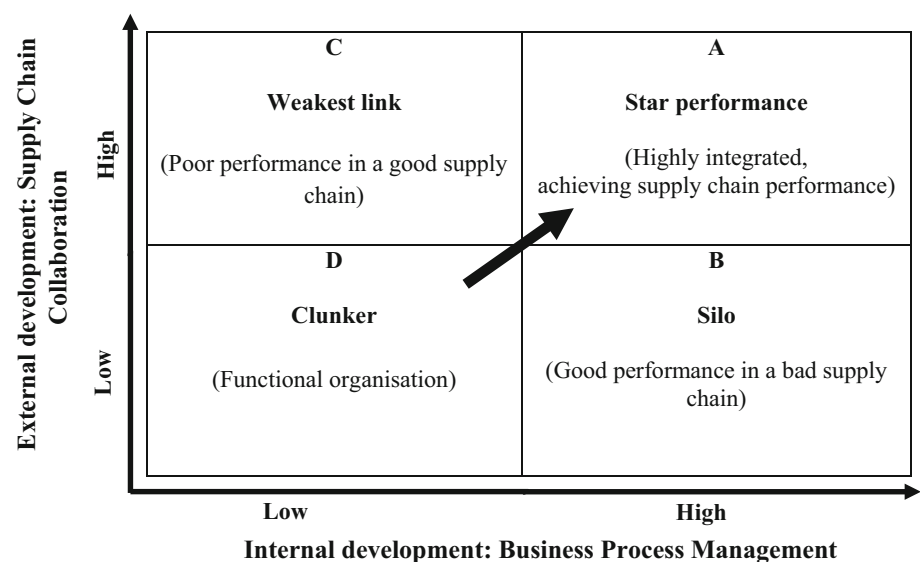 External development: Supply Chain
Collaboration
High
Low
C
Weakest link
(Poor performance in a good supply
chain)
A
Star performance
(Highly integrated,
achieving supply chain performance)
D
Clunker
(Functional organisation)
B
Silo
(Good performance in a bad supply
chain)
Low
High
Internal development: Business Process Management